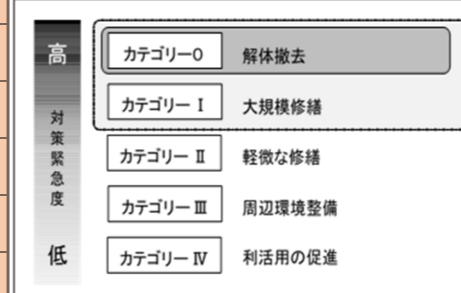 高
対策緊急度
低
カテゴリー0 解体撤去
カテゴリーⅠ 大規模修繕
カテゴリーⅡ 軽微な修繕
カテゴリーⅢ 周辺環境整備
カテゴリーⅣ 利活用の促進